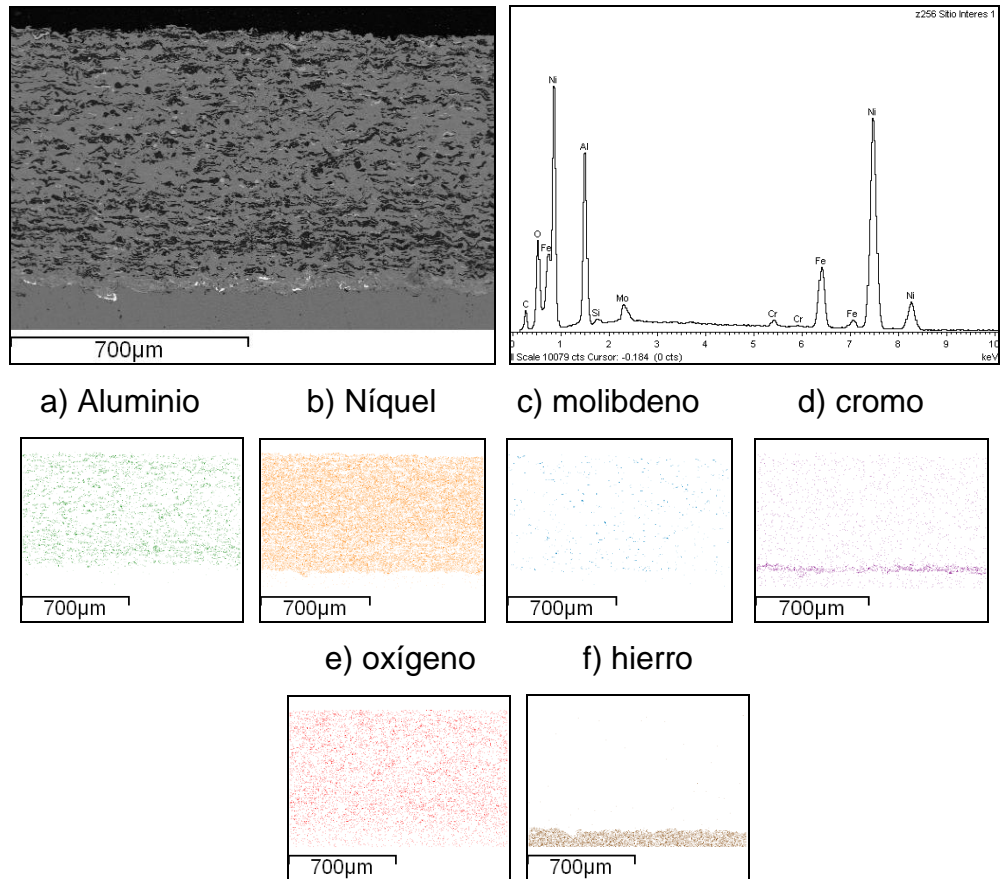 z256 Sitio Interes 1
Ni
Ni
Al
O
Fe
Fe
C
Si
Mo
Cr
Cr
Fe
Ni
0 1 2 3 4 5 6 7 8 9 10
ll Scale 10079 cts Cursor: -0.184 (0 cts)
keV
700µm
a) Aluminio
b) Níquel
c) molibdeno
d) cromo
700µm
700µm
700µm
700µm
e) oxígeno
f) hierro
700µm
700µm